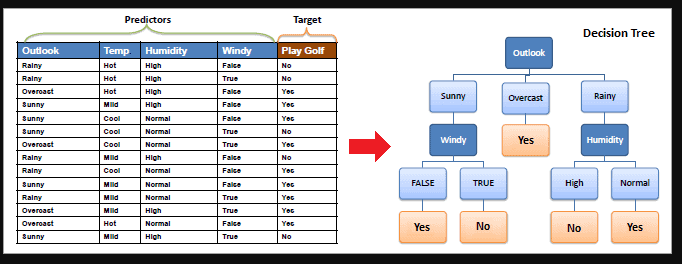 Predictors Target
Outlook Temp Humidity Windy Play Golf
Rainy Hot High False No
Rainy Hot High True No
Overoast Hot High False Yes
Sunny Mild High False Yes
Sunny Cool Normal False Yes
Sunny Cool Normal True No
Overoast Cool Normal True Yes
Rainy Mild High False No
Rainy Cool Normal False Yes
Sunny Mild Normal False Yes
Rainy Mild Normal True Yes
Overoast Mild High True Yes
Overoast Hot Normal False Yes
Sunny Mild High True No
Decision Tree
Outlook
Sunny Overcast Rainy
Windy Yes Humidity
FALSE TRUE High Normal
Yes No No Yes